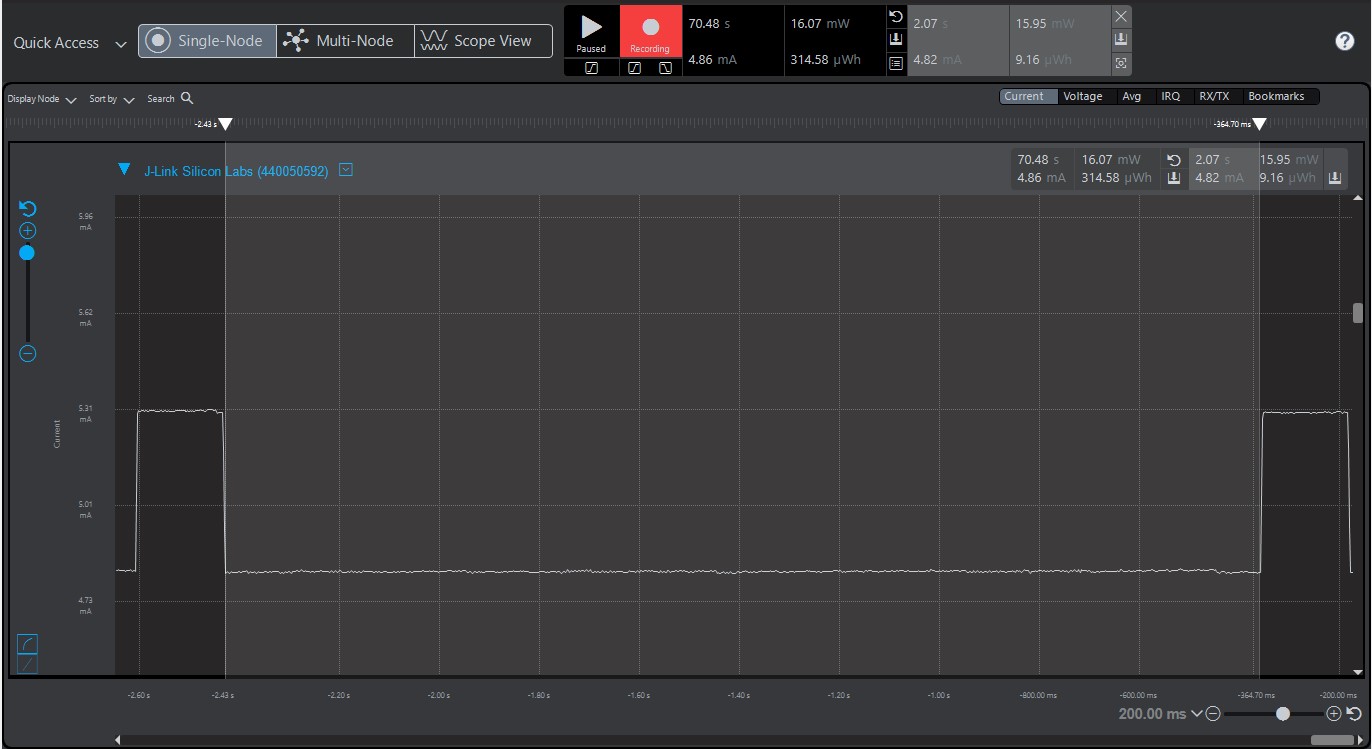 Quick Access
Single-Node
Multi-Node
Scope View
Paused
Recording
70.48 s
4.86 mA
16.07 mW
314.58 µWh
2.07 s
4.82 mA
15.95 mW
9.16 µWh
Display Node
Sort by
Search
Current
Voltage
Avg
IRQ
RX/TX
Bookmarks
-2.43 s
-364.70 ms
J-Link Silicon Labs (440050592)
70.48 s
4.86 mA
16.07 mW
314.58 µWh
2.07 s
4.82 mA
15.95 mW
9.16 µWh
5.96
mA
5.62
mA
5.31
mA
Current
5.01
mA
4.73
mA
-2.60 s
-2.43 s
-2.20 s
-2.00 s
-1.80 s
-1.60 s
-1.40 s
-1.20 s
-1.00 s
-800.00 ms
-600.00 ms
-364.70 ms
-200.00 ms
200.00 ms